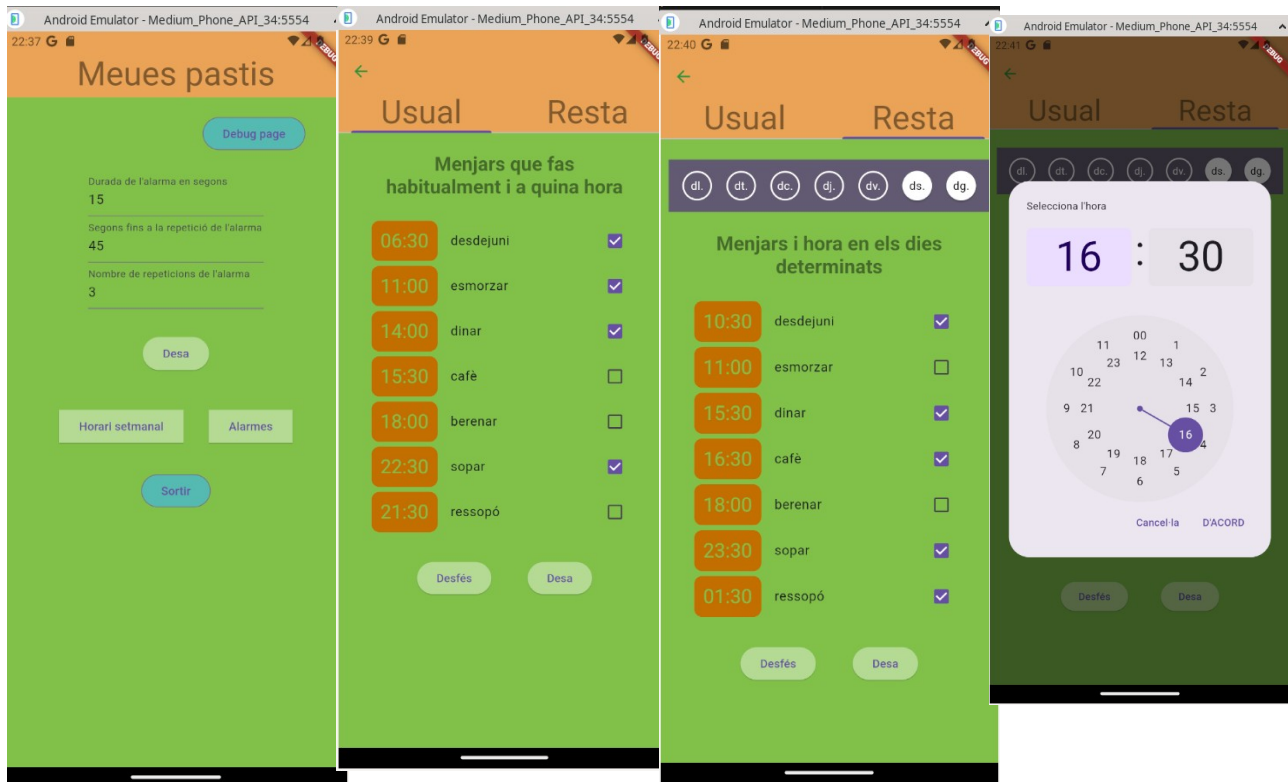 Android Emulator - Medium_Phone_API_34:5554
22:37 G
DEBUG
Meues pastis
Debug page
Durada de l'alarma en segons
15
Segons fins a la repetició de l'alarma
45
Nombre de repeticions de l'alarma
3
Desa
Horari setmanal Alarmes
Sortir
Android Emulator - Medium_Phone_API_34:5554
22:39 G
DEBUG
Usual Resta
Menjars que fas
habitualment i a quina hora
06:30 desdejuni
11:00 esmorzar
14:00 dinar
15:30 cafè
18:00 berenar
22:30 sopar
21:30 ressopó
Desfés Desa
Android Emulator - Medium_Phone_API_34:5554
22:40 G
DEBUG
Usual Resta
dl. dt. dc. dj. dv. ds. dg.
Menjars i hora en els dies
determinats
10:30 desdejuni
11:00 esmorzar
15:30 dinar
16:30 cafè
18:00 berenar
23:30 sopar
01:30 ressopó
Desfés Desa
Android Emulator - Medium_Phone_API_34:5554
22:41 G
DEBUG
Usual Resta
dl. dt. dc. dj. dv. ds. dg.
Selecciona l'hora
16 : 30
00
11 1
23 12 13
10 2
22 14
9 21 15 3
20 16
8 4
19 18 17
7 5
6
Cancel·la D'ACORD
Desfés Desa